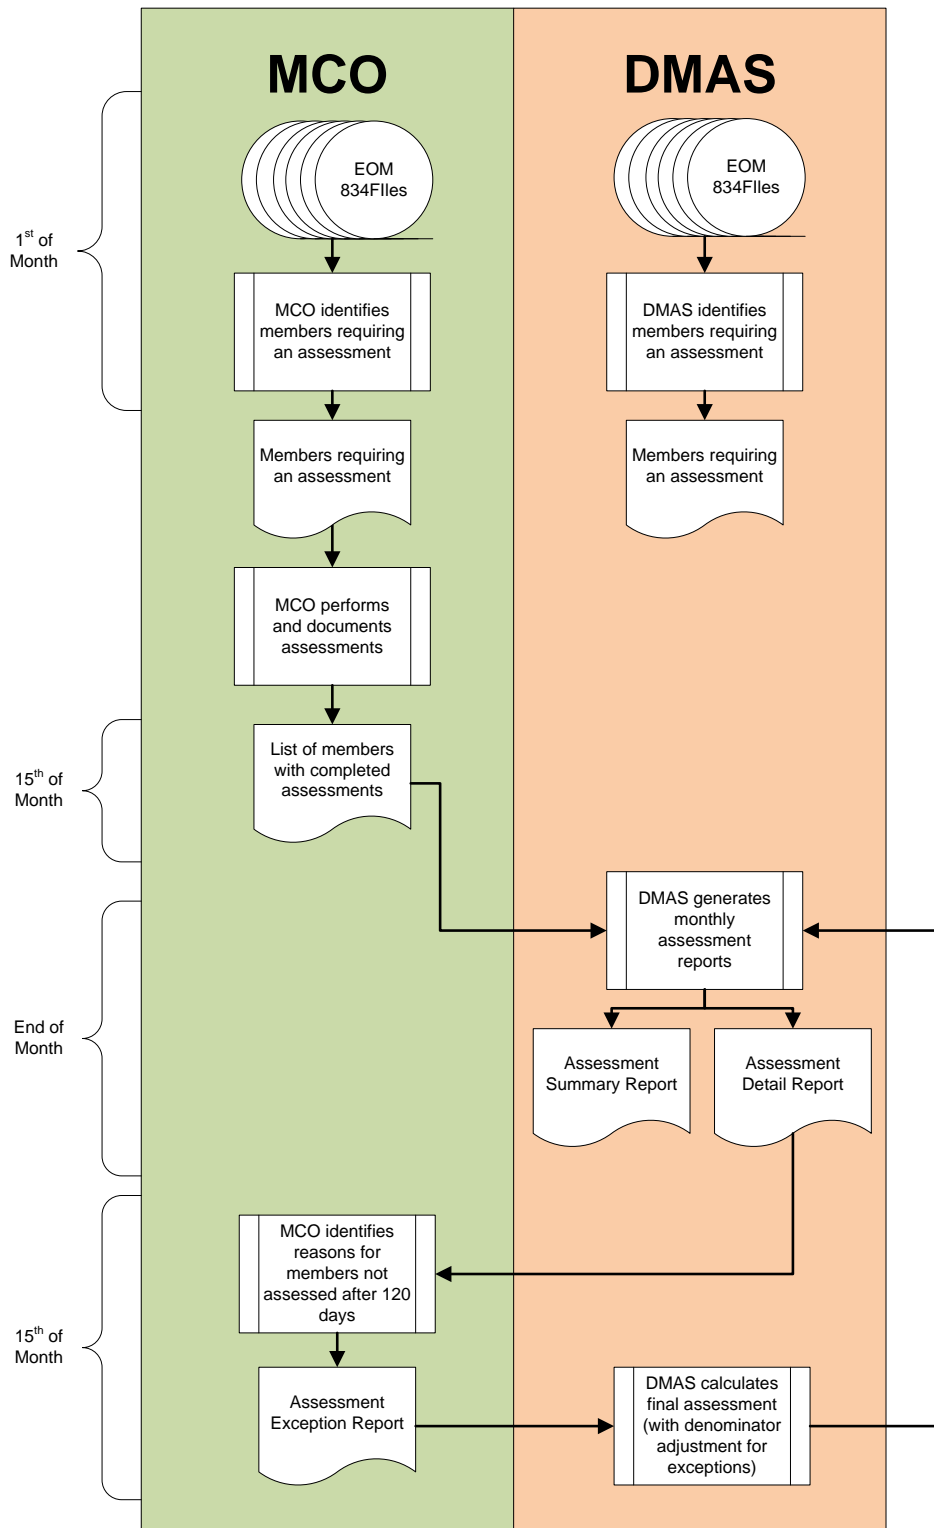 MCO
DMAS
EOM
834FIles
EOM
834FIles
1st of
Month
MCO identifies
members requiring
an assessment
DMAS identifies
members requiring
an assessment
Members requiring
an assessment
Members requiring
an assessment
MCO performs
and documents
assessments
15th of
Month
List of members
with completed
assessments
DMAS generates
monthly
assessment
reports
End of
Month
Assessment
Summary Report
Assessment
Detail Report
MCO identifies
reasons for
members not
assessed after 120
days
15th of
Month
Assessment
Exception Report
DMAS calculates
final assessment
(with denominator
adjustment for
exceptions)